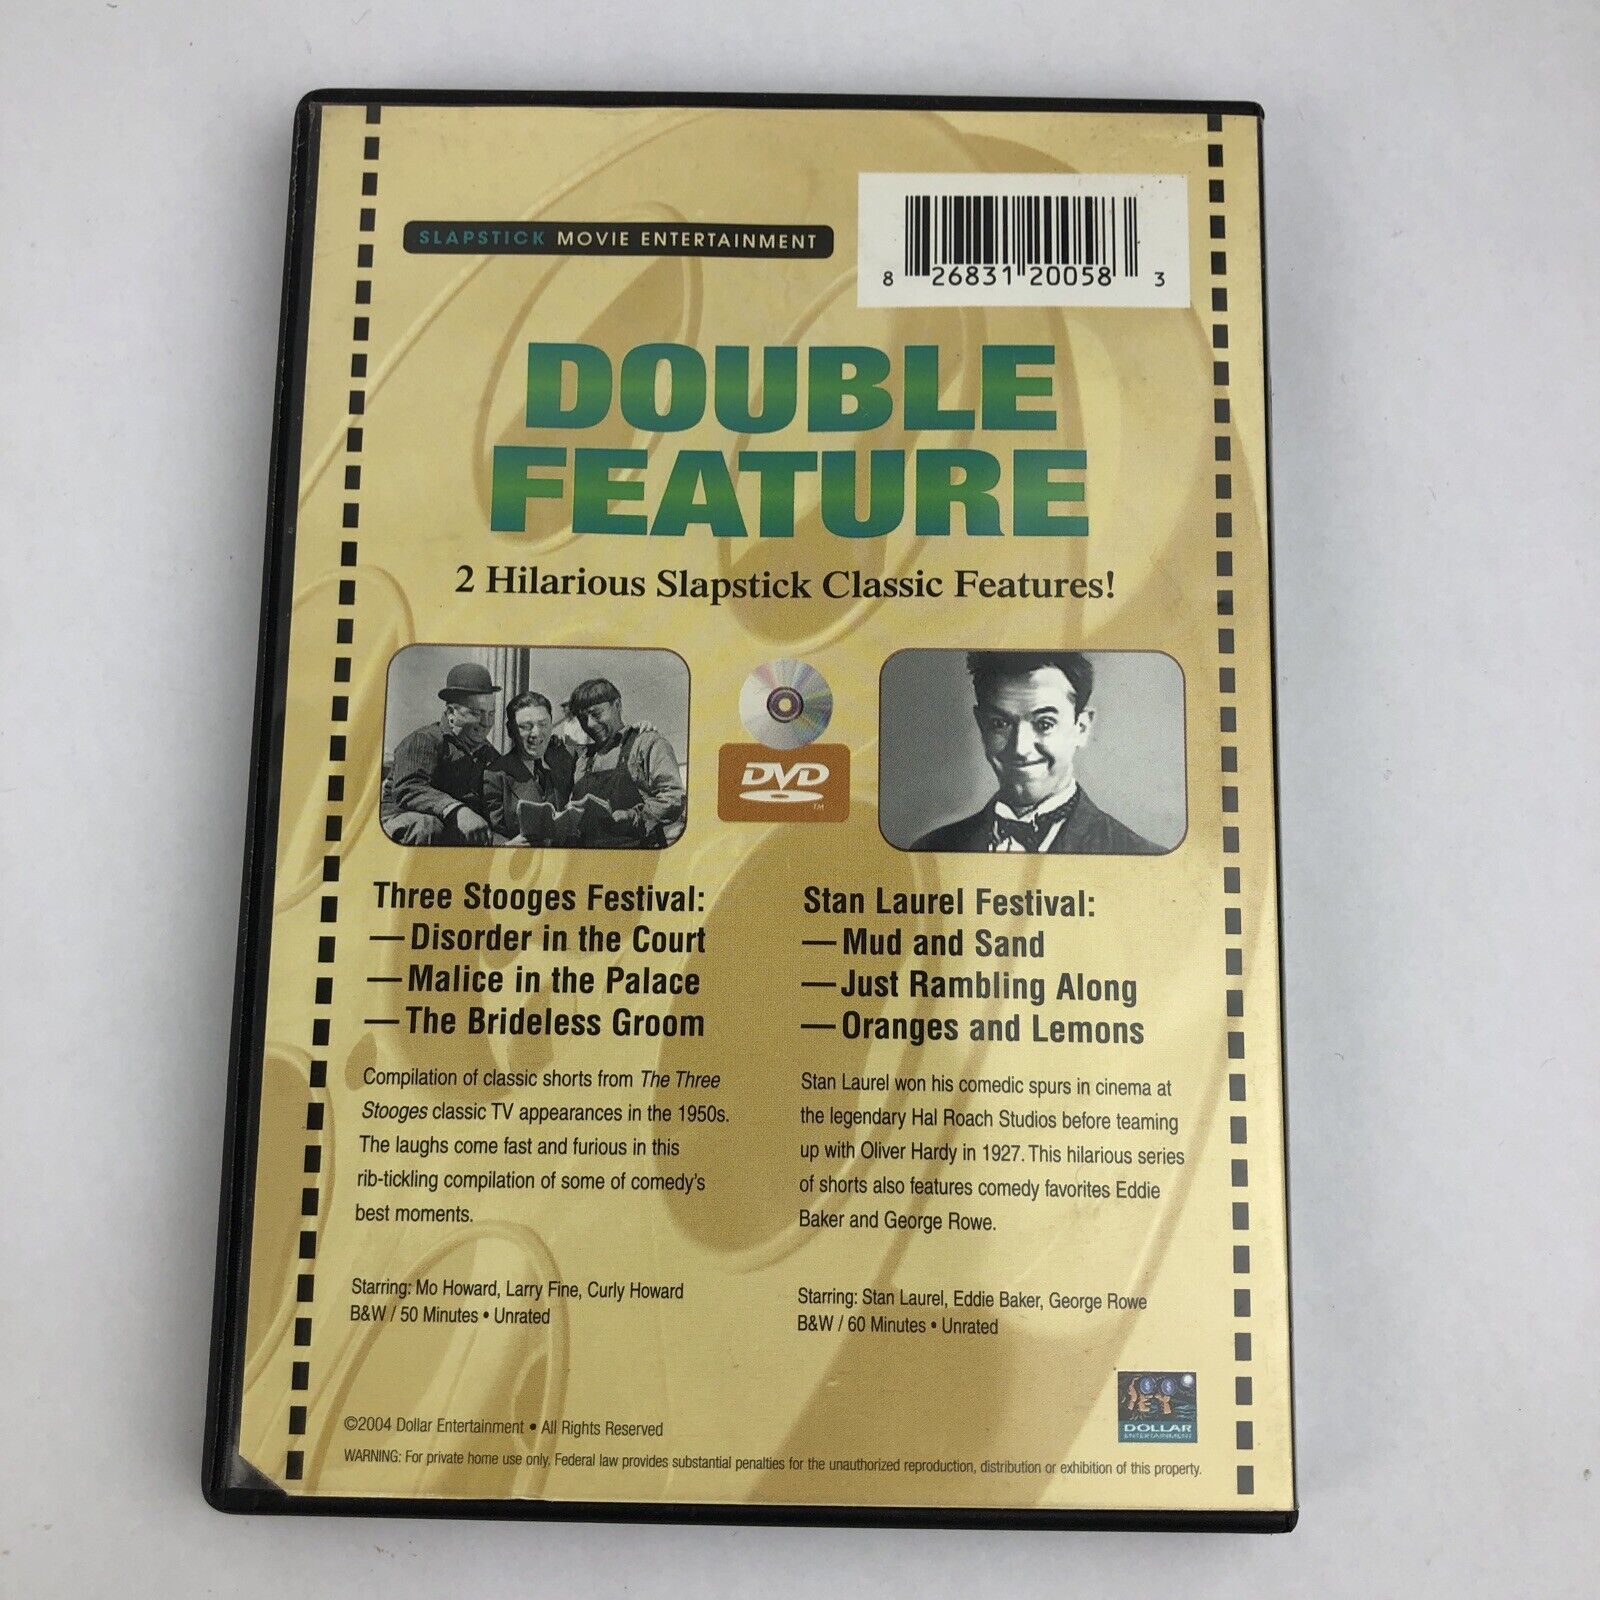 SLAPSTICK MOVIE ENTERTAINMENT
8 26831 20058 3
DOUBLE
FEATURE
2 Hilarious Slapstick Classic Features!
DVD
TM
Three Stooges Festival:
—Disorder in the Court
—Malice in the Palace
—The Brideless Groom
Compilation of classic shorts from The Three
Stooges classic TV appearances in the 1950s.
The laughs come fast and furious in this
rib-tickling compilation of some of comedy's
best moments.
Starring: Mo Howard, Larry Fine, Curly Howard
B&W / 50 Minutes • Unrated
Stan Laurel Festival:
—Mud and Sand
—Just Rambling Along
—Oranges and Lemons
Stan Laurel won his comedic spurs in cinema at
the legendary Hal Roach Studios before teaming
up with Oliver Hardy in 1927. This hilarious series
of shorts also features comedy favorites Eddie
Baker and George Rowe.
Starring: Stan Laurel, Eddie Baker, George Rowe
B&W / 60 Minutes • Unrated
©2004 Dollar Entertainment • All Rights Reserved
WARNING: For private home use only, Federal law provides substantial penalties for the unauthorized reproduction, distribution or exhibition of this property.
DOLLAR
ENTERTAINMENT